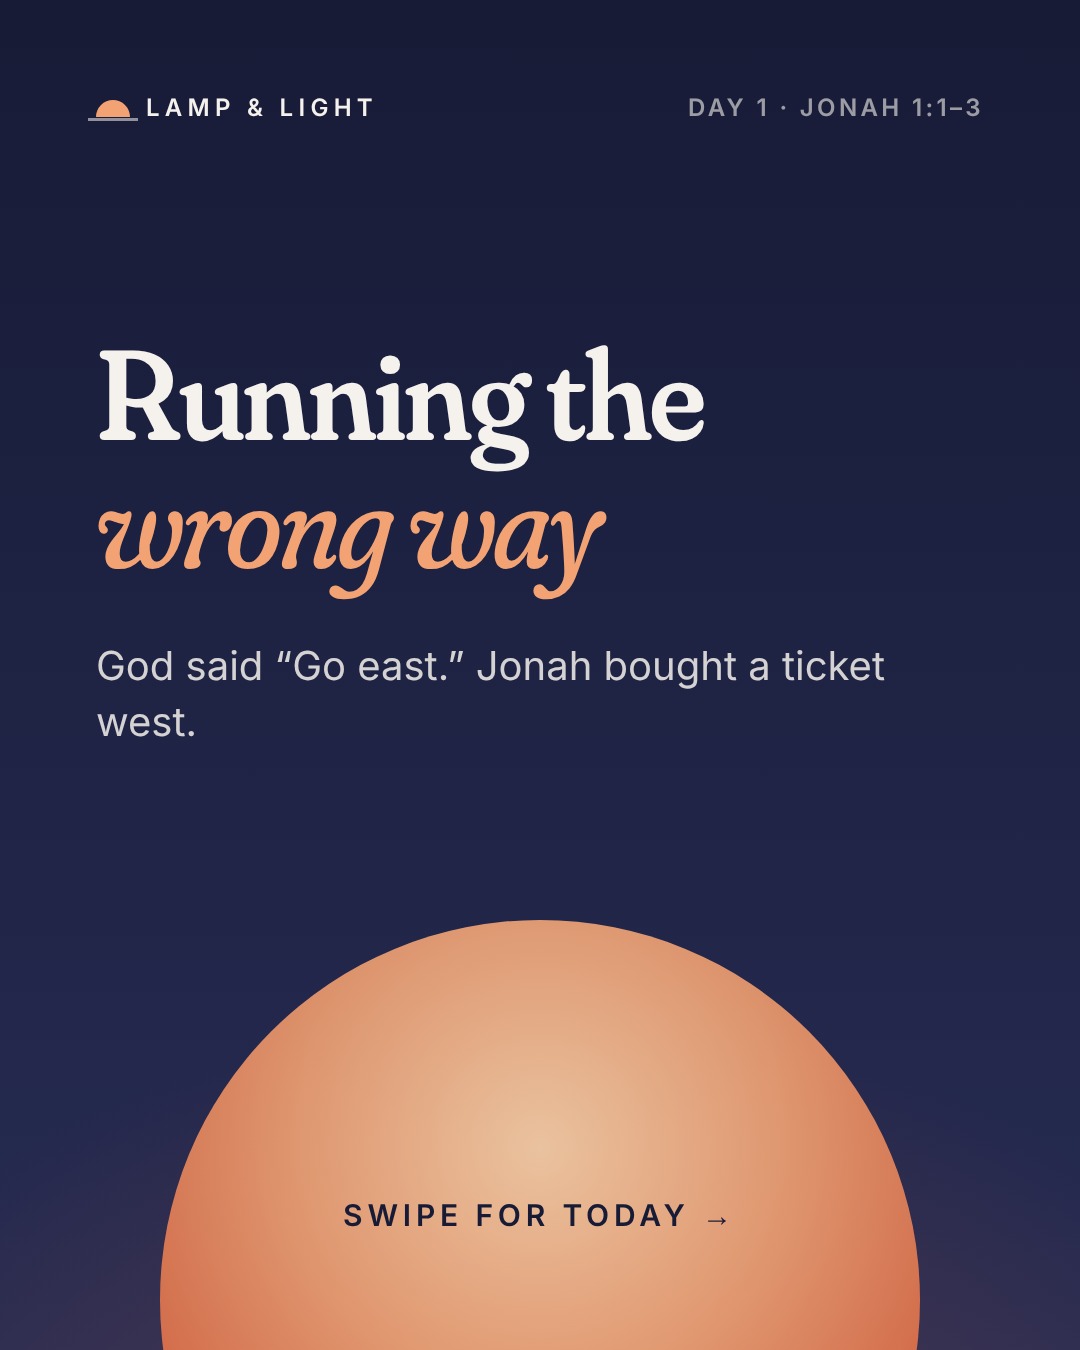 LAMP & LIGHT
DAY 1 · JONAH 1:1–3
Running the
wrong way
God said “Go east.” Jonah bought a ticket
west.
SWIPE FOR TODAY →